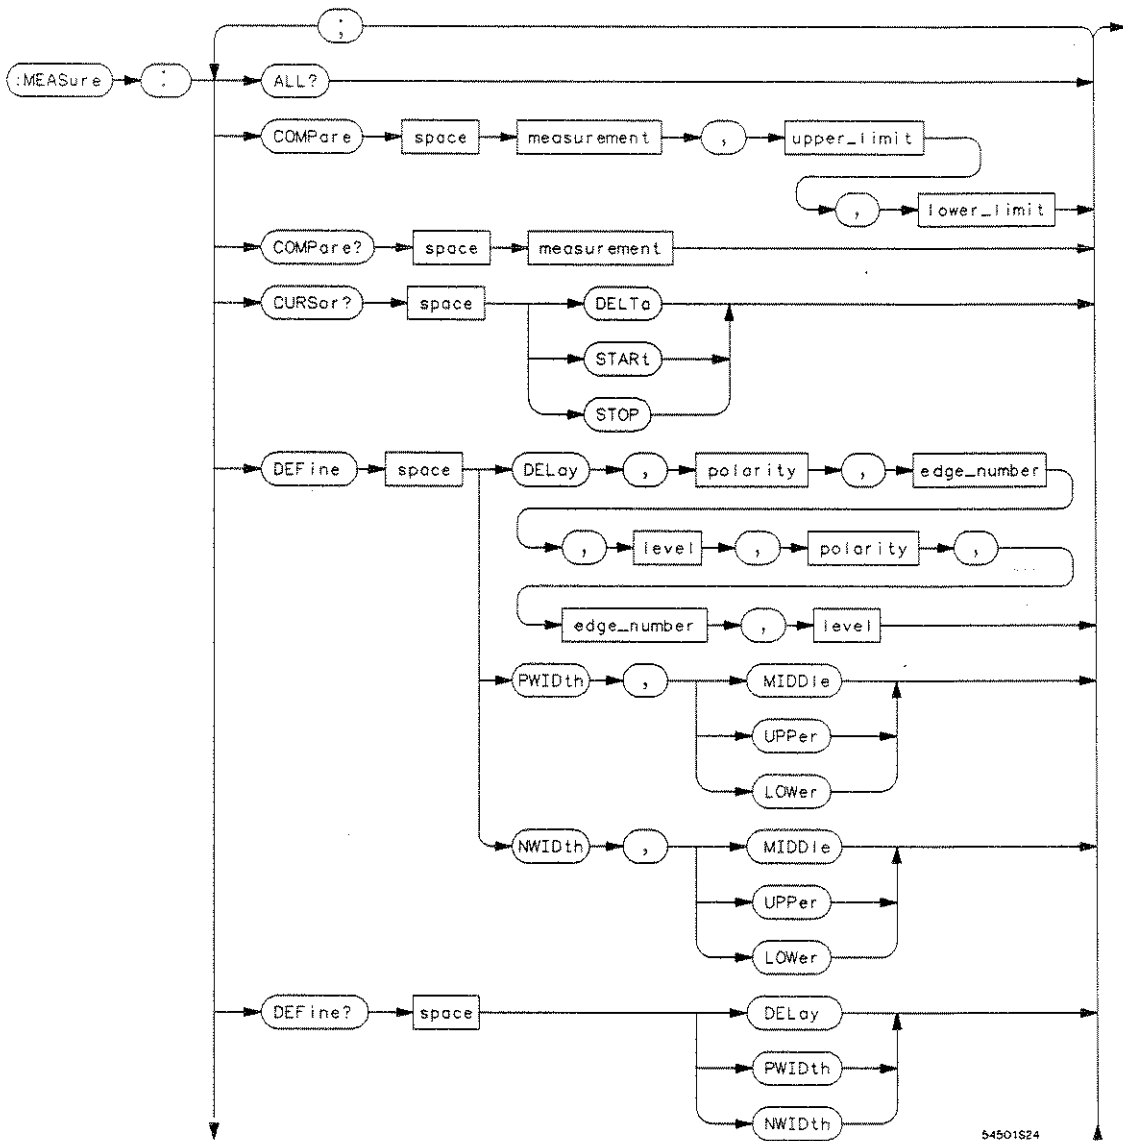 ;
:MEASure : ALL?
COMPare space measurement , upper_limit
, lower_limit
COMPare? space measurement
CURSor? space DELTa
STARt
STOP
DEFine space DELay , polarity , edge_number
, level , polarity ,
edge_number , level
PWIDth , MIDDle
UPPer
LOWer
NWIDth , MIDDle
UPPer
LOWer
DEFine? space DELay
PWIDth
NWIDth
54501S24